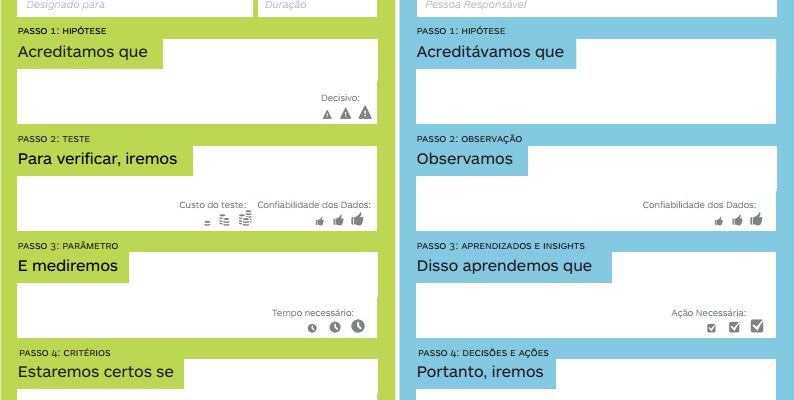 Designado para
Duração
PASSO 1: HIPÓTESE
Acreditamos que
Decisivo:
PASSO 2: TESTE
Para verificar, iremos
Custo do teste:
Confiabilidade dos Dados:
PASSO 3: PARÂMETRO
E mediremos
Tempo necessário:
PASSO 4: CRITÉRIOS
Estaremos certos se
Pessoa Responsável
PASSO 1: HIPÓTESE
Acreditávamos que
PASSO 2: OBSERVAÇÃO
Observamos
Confiabilidade dos Dados:
PASSO 3: APRENDIZADOS E INSIGHTS
Disso aprendemos que
Ação Necessária:
PASSO 4: DECISÕES E AÇÕES
Portanto, iremos